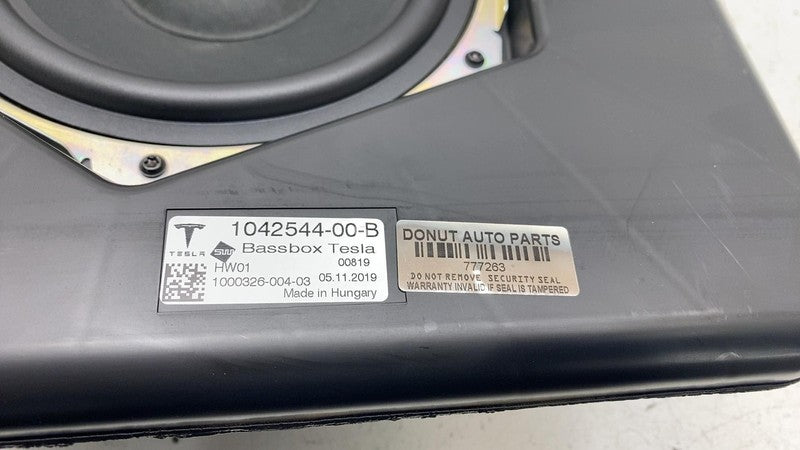 1042544-00-B
TESLA SW Bassbox Tesla
HW01 00819
1000326-004-03 05.11.2019
Made in Hungary
DONUT AUTO PARTS
777263
DO NOT REMOVE SECURITY SEAL
WARRANTY INVALID IF SEAL IS TAMPERED